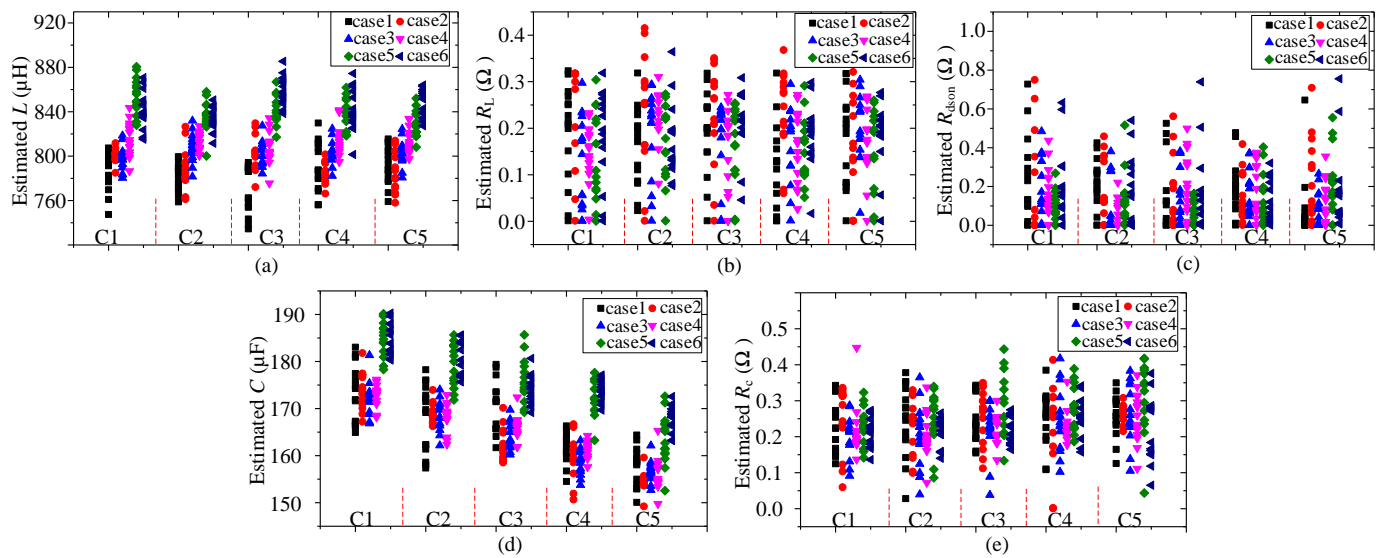 920
880
840
800
760
Estimated L (μH)
case1 case2
case3 case4
case5 case6
C1 C2 C3 C4 C5
(a)
0.4
0.3
0.2
0.1
0.0
Estimated RL (Ω)
case1 case2
case3 case4
case5 case6
C1 C2 C3 C4 C5
(b)
1.0
0.8
0.6
0.4
0.2
0.0
Estimated Rdson (Ω)
case1 case2
case3 case4
case5 case6
C1 C2 C3 C4 C5
(c)
190
180
170
160
150
Estimated C (μF)
case1 case2
case3 case4
case5 case6
C1 C2 C3 C4 C5
(d)
0.5
0.4
0.3
0.2
0.1
0.0
Estimated Rc (Ω)
case1 case2
case3 case4
case5 case6
C1 C2 C3 C4 C5
(e)